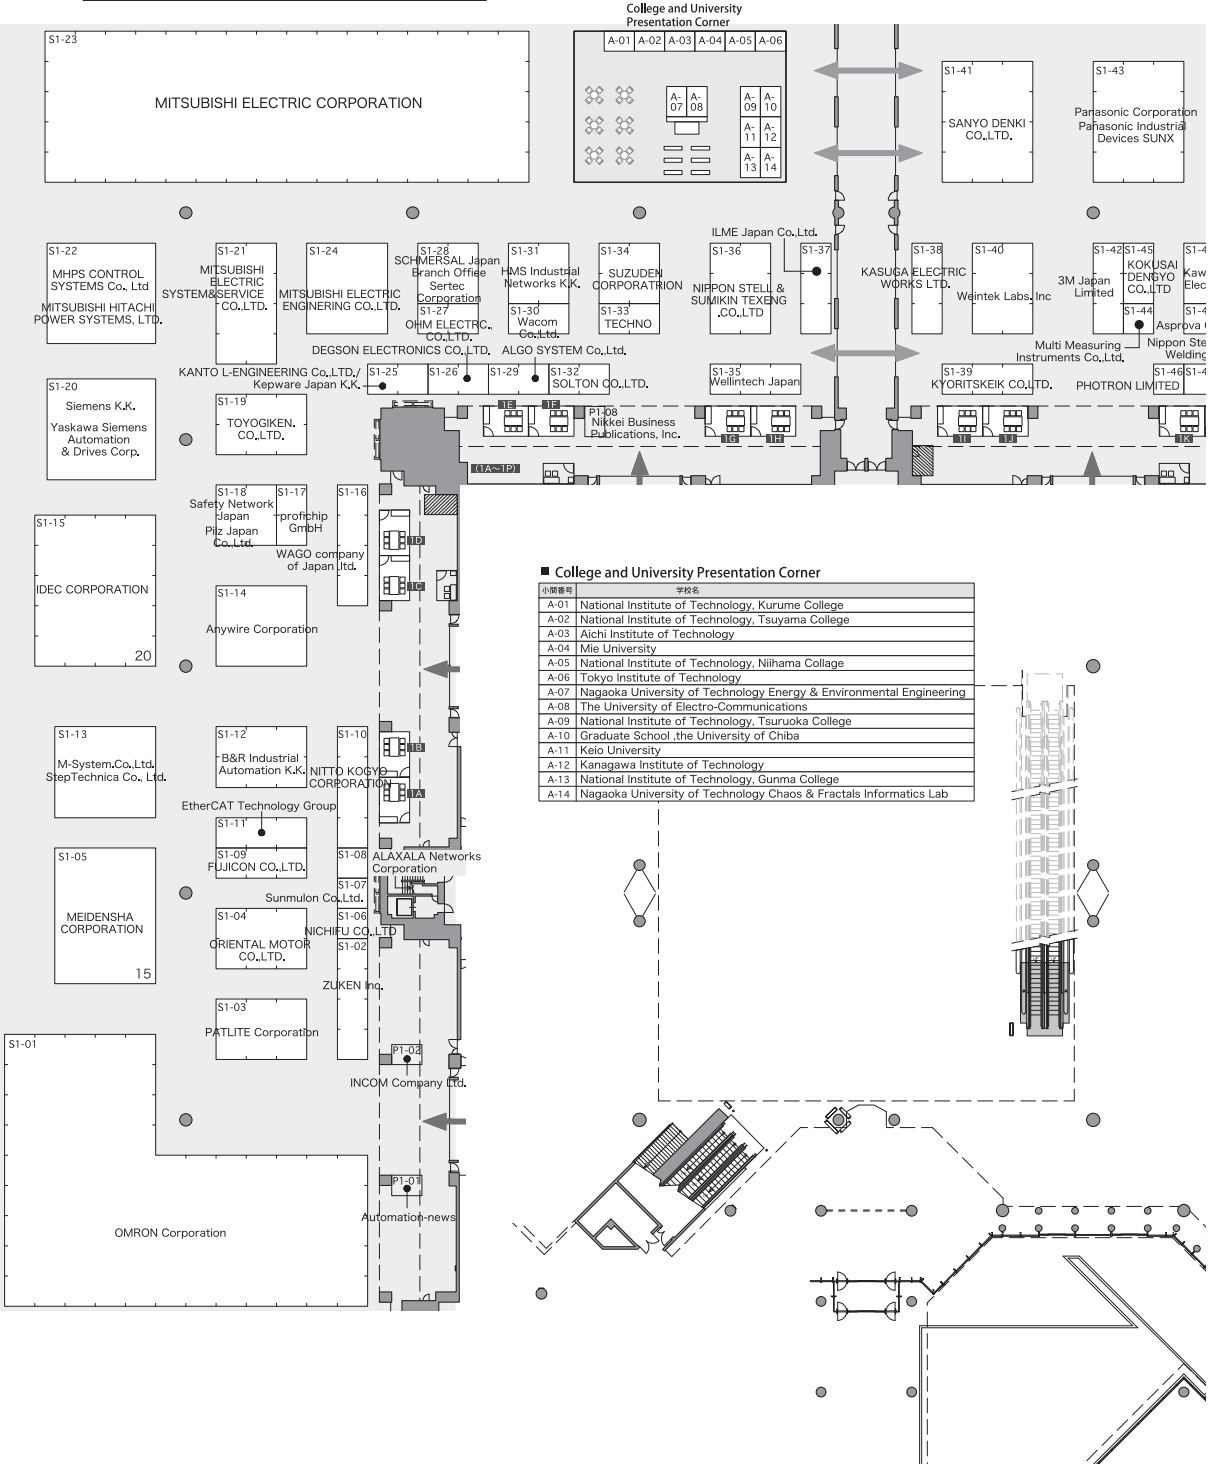 College and University
Presentation Corner
S1-23
MITSUBISHI ELECTRIC CORPORATION
A-01 A-02 A-03 A-04 A-05 A-06
A-07
A-08
A-09
A-10
A-11
A-12
A-13
A-14
S1-41
SANYO DENKI
CO.,LTD.
S1-43
Panasonic Corporation
Panasonic Industrial
Devices SUNX
S1-22
MHPS CONTROL
SYSTEMS Co., Ltd
MITSUBISHI HITACHI
POWER SYSTEMS, LTD.
S1-21
MITSUBISHI
ELECTRIC
SYSTEM&SERVICE
CO.,LTD.
S1-24
MITSUBISHI ELECTRIC
ENGINERING CO.,LTD.
S1-28
SCHMERSAL Japan
Branch Office
Sertec
Corporation
S1-27
OHM ELECTRC.,
CO.,LTD.
S1-31
HMS Industrial
Networks K.K.
S1-30
Wacom
Co.,Ltd.
S1-34
SUZUDEN
CORPORATRION
S1-33
TECHNO
S1-36
NIPPON STELL &
SUMIKIN TEXENG
.CO.,LTD
ILME Japan Co.,Ltd.
S1-37
S1-38
KASUGA ELECTRIC
WORKS LTD.
S1-40
Weintek Labs., Inc
S1-42
3M Japan
Limited
S1-45
KOKUSAI
DENGYO
CO.,LTD
S1-44
Multi Measuring
Instruments Co.,Ltd.
S1-4
Kaw
Elec
S1-4
Asprova
Nippon Ste
Welding
DEGSON ELECTRONICS CO.,LTD.
ALGO SYSTEM Co.,Ltd.
KANTO L-ENGINEERING Co.,LTD./
Kepware Japan K.K.
S1-25
S1-26
S1-29
S1-32
SOLTON CO.,LTD.
S1-35
Wellintech Japan
S1-39
KYORITSKEIK CO.LTD.
S1-46
PHOTRON LIMITED
S1-4
S1-20
Siemens K.K.
Yaskawa Siemens
Automation
& Drives Corp.
S1-19
TOYOGIKEN.
CO.,LTD.
1E
1F
P1-08
Nikkei Business
Publications, Inc.
1G
1H
1I
1J
1K
(1A～1P)
S1-18
Safety Network
Japan
Pilz Japan
Co.,Ltd.
S1-17
profichip
GmbH
S1-16
WAGO company
of Japan ,ltd.
1D
1C
S1-15
IDEC CORPORATION
20
S1-14
Anywire Corporation
■ College and University Presentation Corner
小間番号 学校名
A-01 National Institute of Technology, Kurume College
A-02 National Institute of Technology, Tsuyama College
A-03 Aichi Institute of Technology
A-04 Mie University
A-05 National Institute of Technology, Niihama Collage
A-06 Tokyo Institute of Technology
A-07 Nagaoka University of Technology Energy & Environmental Engineering
A-08 The University of Electro-Communications
A-09 National Institute of Technology, Tsuruoka College
A-10 Graduate School ,the University of Chiba
A-11 Keio University
A-12 Kanagawa Institute of Technology
A-13 National Institute of Technology, Gunma College
A-14 Nagaoka University of Technology Chaos & Fractals Informatics Lab
S1-13
M-System.Co.,Ltd.
StepTechnica Co., Ltd.
S1-12
B&R Industrial
Automation K.K.
S1-10
NITTO KOGYO
CORPORATION
1B
1A
EtherCAT Technology Group
S1-11
S1-09
FUJICON CO.,LTD.
S1-08
ALAXALA Networks
Corporation
S1-07
Sunmulon Co.,Ltd.
S1-05
MEIDENSHA
CORPORATION
15
S1-04
ORIENTAL MOTOR
CO.,LTD.
S1-06
NICHIFU CO.,LTD
S1-02
ZUKEN Inc.
S1-03
PATLITE Corporation
S1-01
OMRON Corporation
P1-02
INCOM Company Ltd.
P1-01
Automation-news